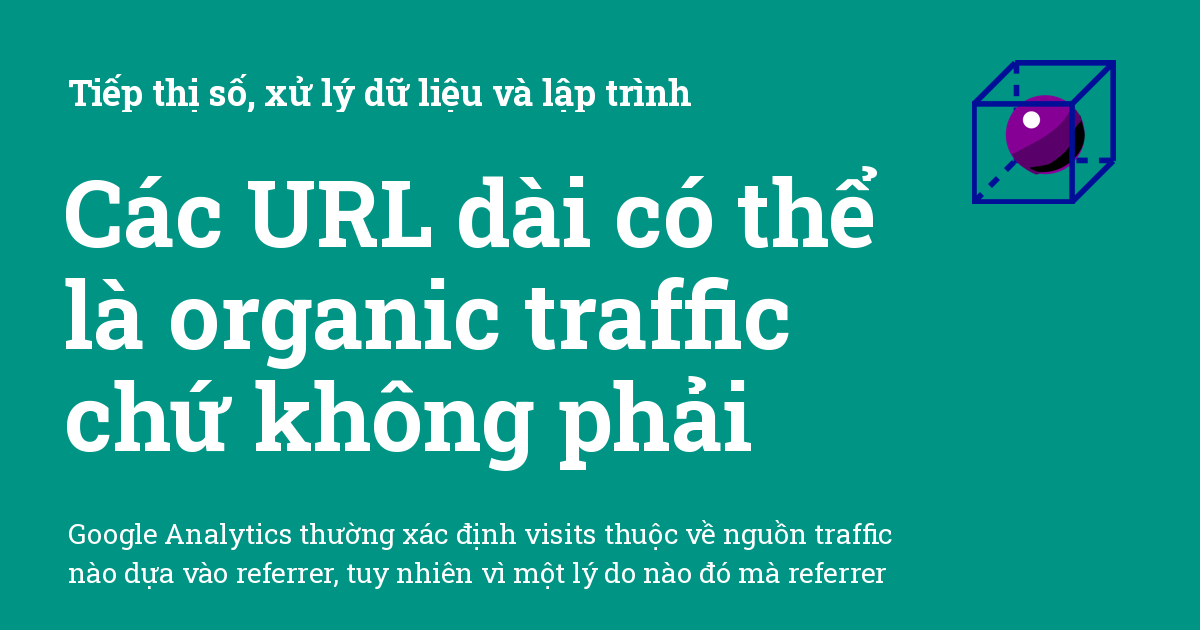 Tiếp thị số, xử lý dữ liệu và lập trình
Các URL dài có thể
là organic traffic
chứ không phải
Google Analytics thường xác định visits thuộc về nguồn traffic
nào dựa vào referrer, tuy nhiên vì một lý do nào đó mà referrer